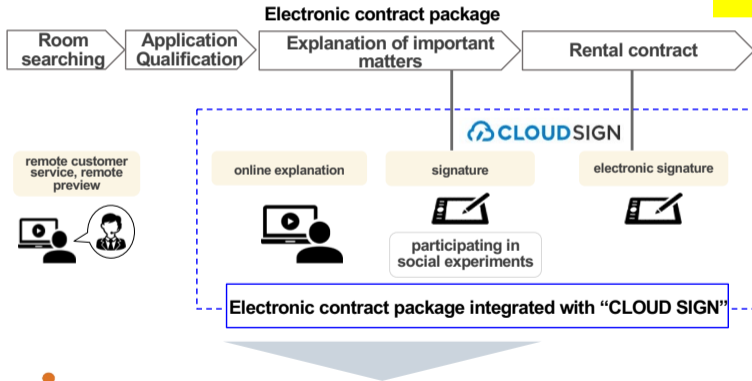 Electronic contract package
Room
searching
Application
Qualification
Explanation of important
matters
Rental contract
CLOUDSIGN
remote customer
service, remote
preview
online explanation
signature
electronic signature
participating in
social experiments
Electronic contract package integrated with “CLOUD SIGN”